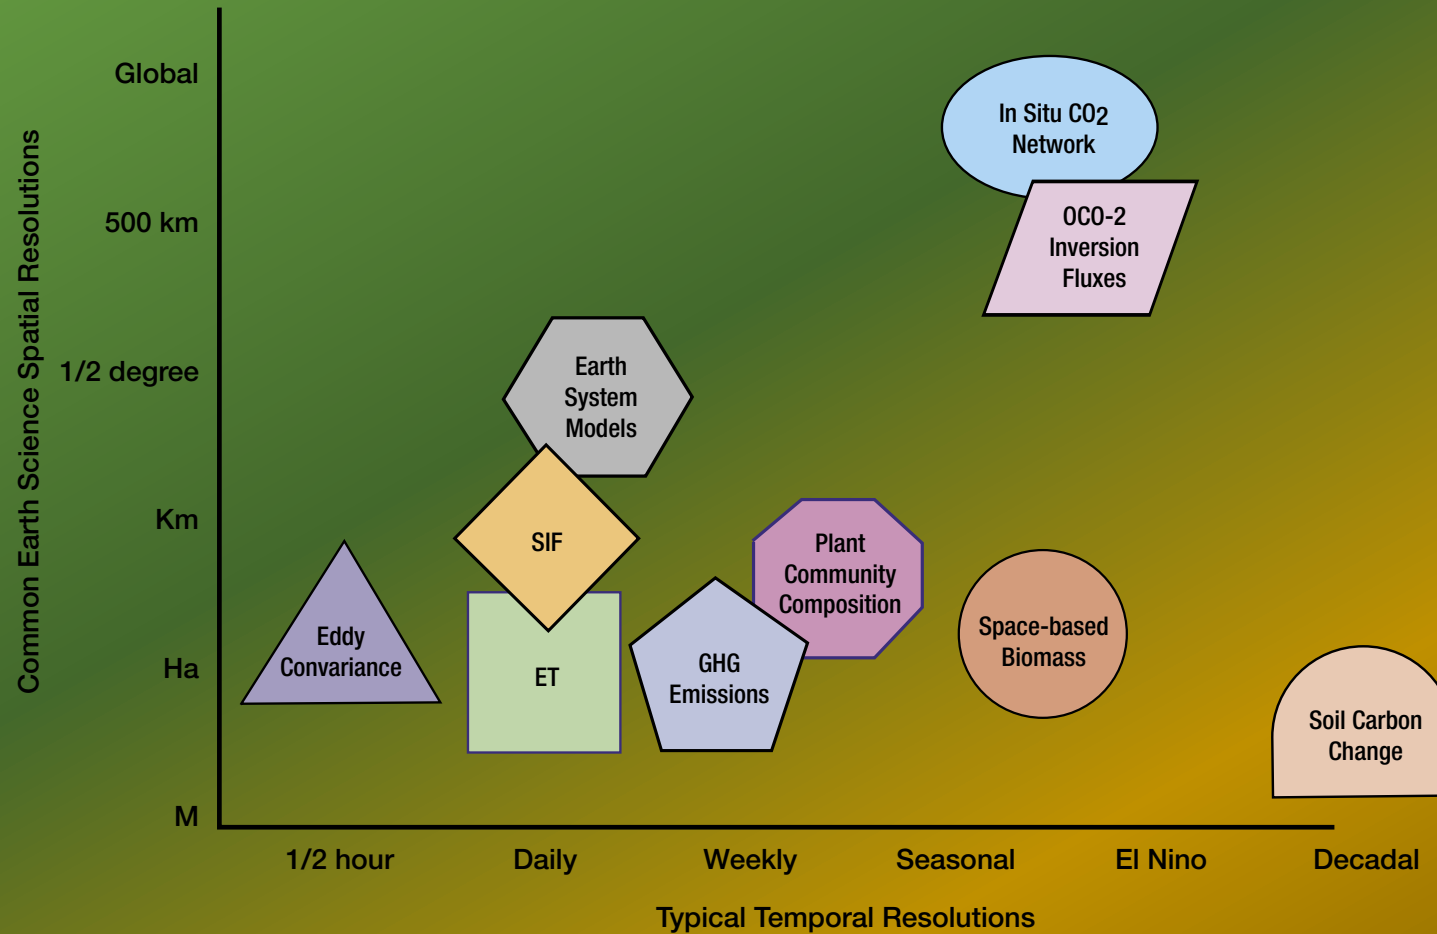 Common Earth Science Spatial Resolutions
Global
500 km
1/2 degree
Km
Ha
M
In Situ CO2
Network
OCO-2
Inversion
Fluxes
Earth
System
Models
SIF
Plant
Community
Composition
Eddy
Convariance
ET
GHG
Emissions
Space-based
Biomass
Soil Carbon
Change
1/2 hour
Daily
Weekly
Seasonal
El Nino
Decadal
Typical Temporal Resolutions